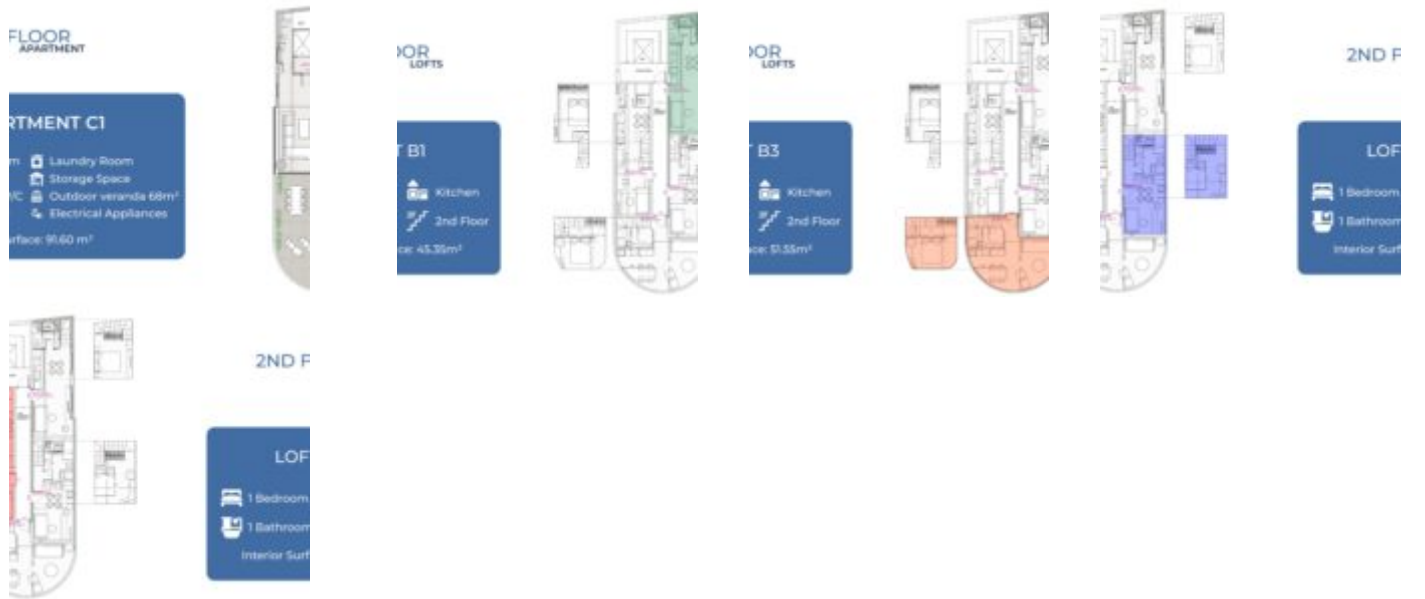 FLOOR
APARTMENT
RTMENT C1
m Laundry Room
Storage Space
/C Outdoor veranda 68m²
Electrical Appliances
urface: 91.60 m²
OOR
LOFTS
T B1
Kitchen
2nd Floor
ce: 45.35m²
OOR
LOFTS
T B3
Kitchen
2nd Floor
ce: 51.55m²
2ND F
LOF
1 Bedroom
1 Bathroom
Interior Surf
2ND F
LOF
1 Bedroom
1 Bathroom
Interior Surf